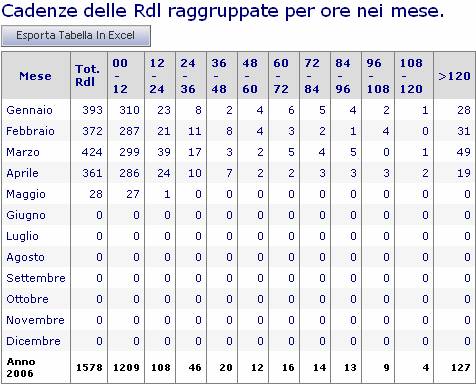 Cadenze delle Rdl raggruppate per ore nei mese.
Esporta Tabella In Excel
Mese Tot. Rdl 00 - 12 12 - 24 24 - 36 36 - 48 48 - 60 60 - 72 72 - 84 84 - 96 96 - 108 108 - 120 >120
Gennaio 393 310 23 8 2 4 6 5 4 2 1 28
Febbraio 372 287 21 11 8 4 3 2 1 4 0 31
Marzo 424 299 39 17 3 2 5 4 5 0 1 49
Aprile 361 286 24 10 7 2 2 3 3 3 2 19
Maggio 28 27 1 0 0 0 0 0 0 0 0 0
Giugno 0 0 0 0 0 0 0 0 0 0 0 0
Luglio 0 0 0 0 0 0 0 0 0 0 0 0
Agosto 0 0 0 0 0 0 0 0 0 0 0 0
Settembre 0 0 0 0 0 0 0 0 0 0 0 0
Ottobre 0 0 0 0 0 0 0 0 0 0 0 0
Novembre 0 0 0 0 0 0 0 0 0 0 0 0
Dicembre 0 0 0 0 0 0 0 0 0 0 0 0
Anno 2006 1578 1209 108 46 20 12 16 14 13 9 4 127